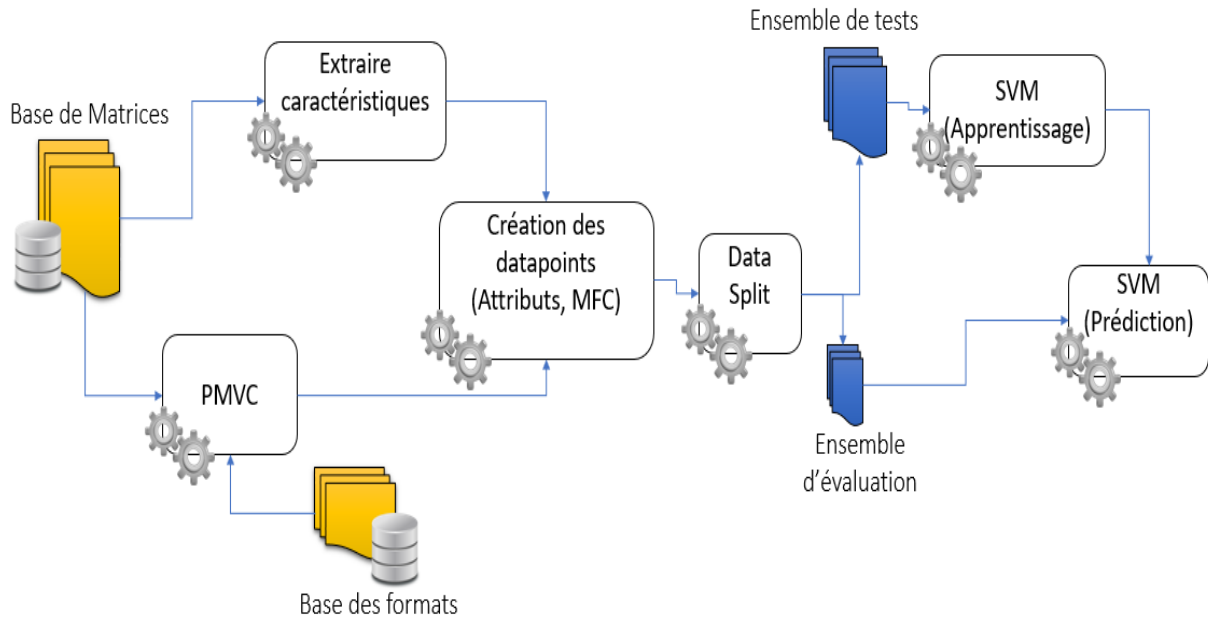 Ensemble de tests
Extraire
caractéristiques
SVM
(Apprentissage)
Base de Matrices
Création des
datapoints
(Attributs, MFC)
Data
Split
SVM
(Prédiction)
PMVC
Ensemble
d’évaluation
Base des formats